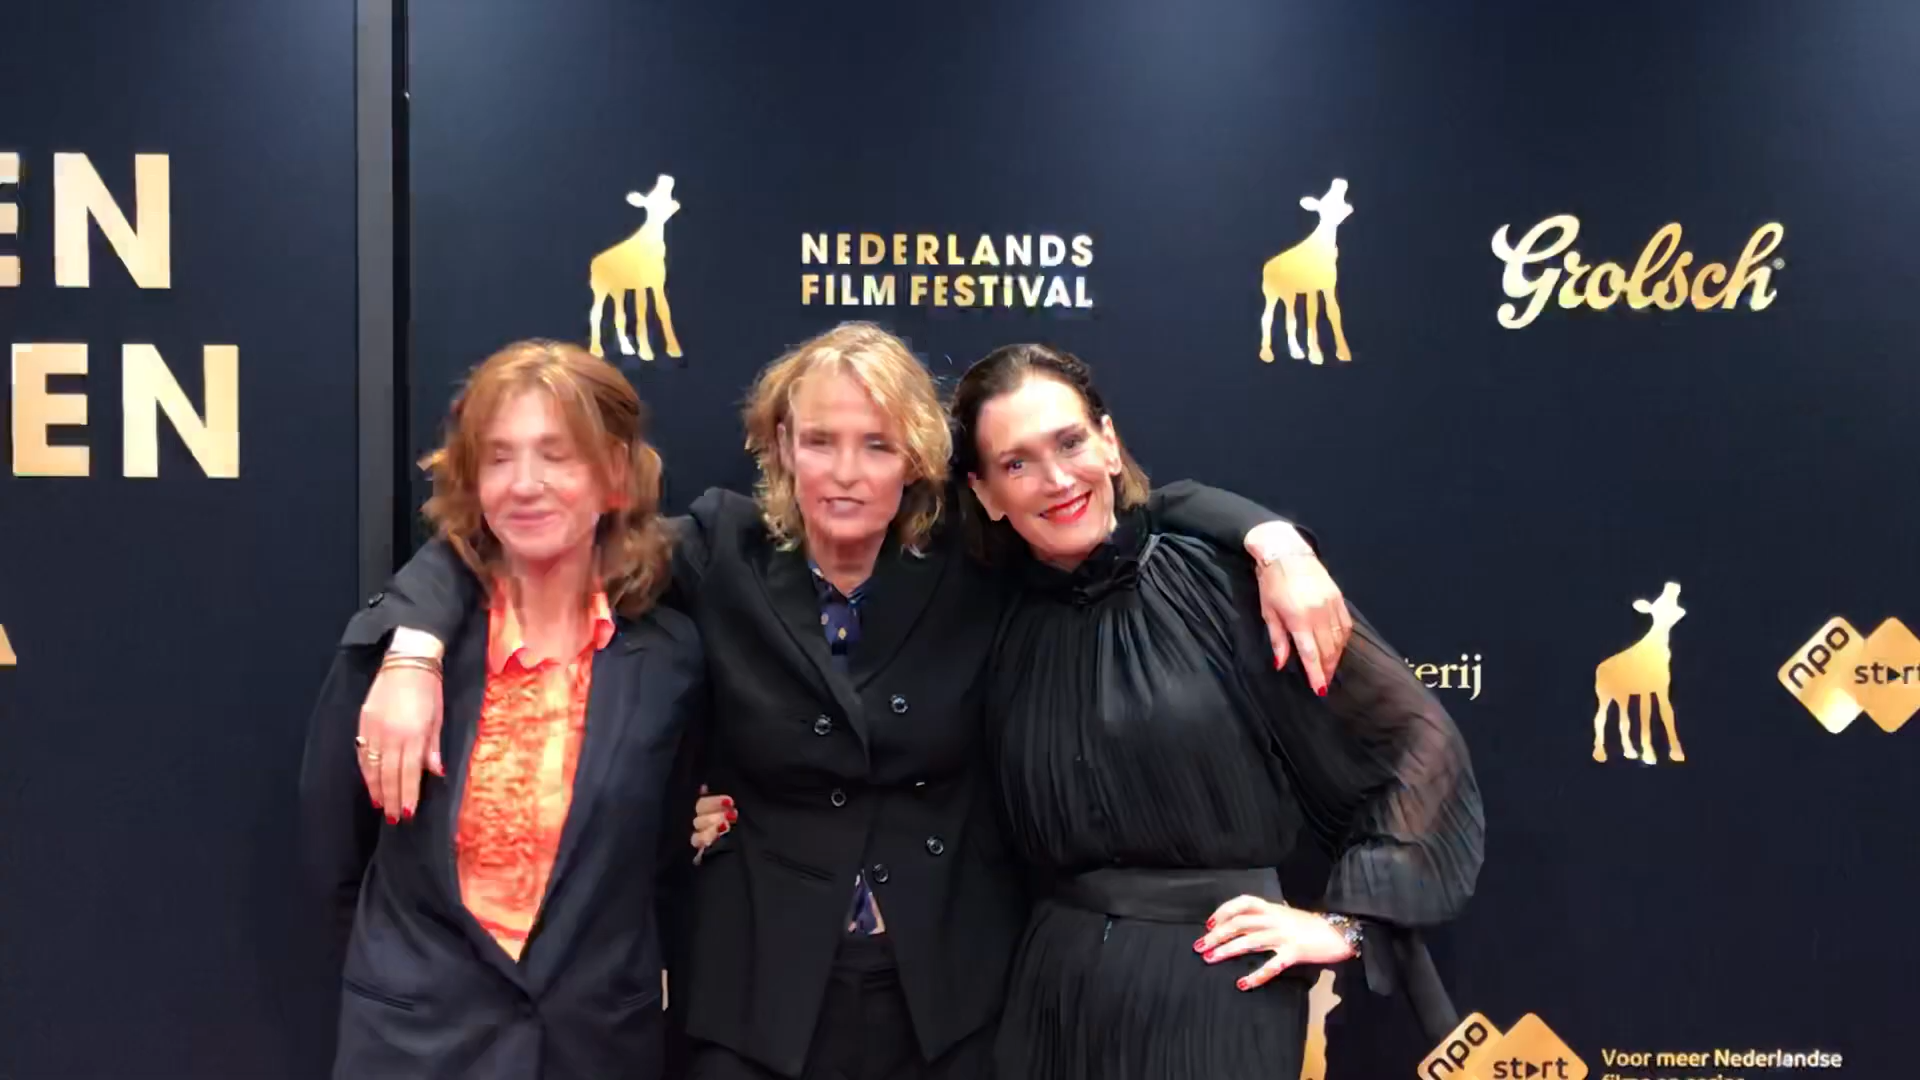 EN
EN
NEDERLANDS
FILM FESTIVAL
Grolsch
terij
npo
start
npo
start
Voor meer Nederlandse